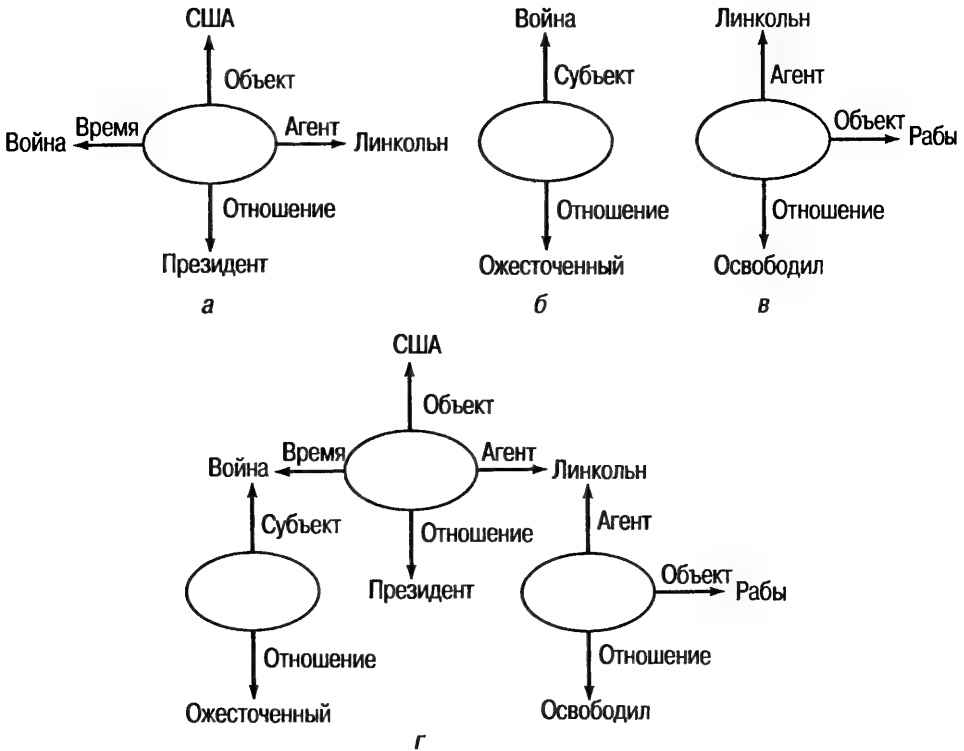 США
Объект
Война
Время
Агент
Линкольн
Отношение
Президент
а
Война
Субъект
Отношение
Ожесточенный
б
Линкольн
Агент
Объект
Рабы
Отношение
Освободил
в
США
Объект
Война
Время
Агент
Линкольн
Отношение
Президент
Субъект
Отношение
Ожесточенный
Агент
Объект
Рабы
Отношение
Освободил
г